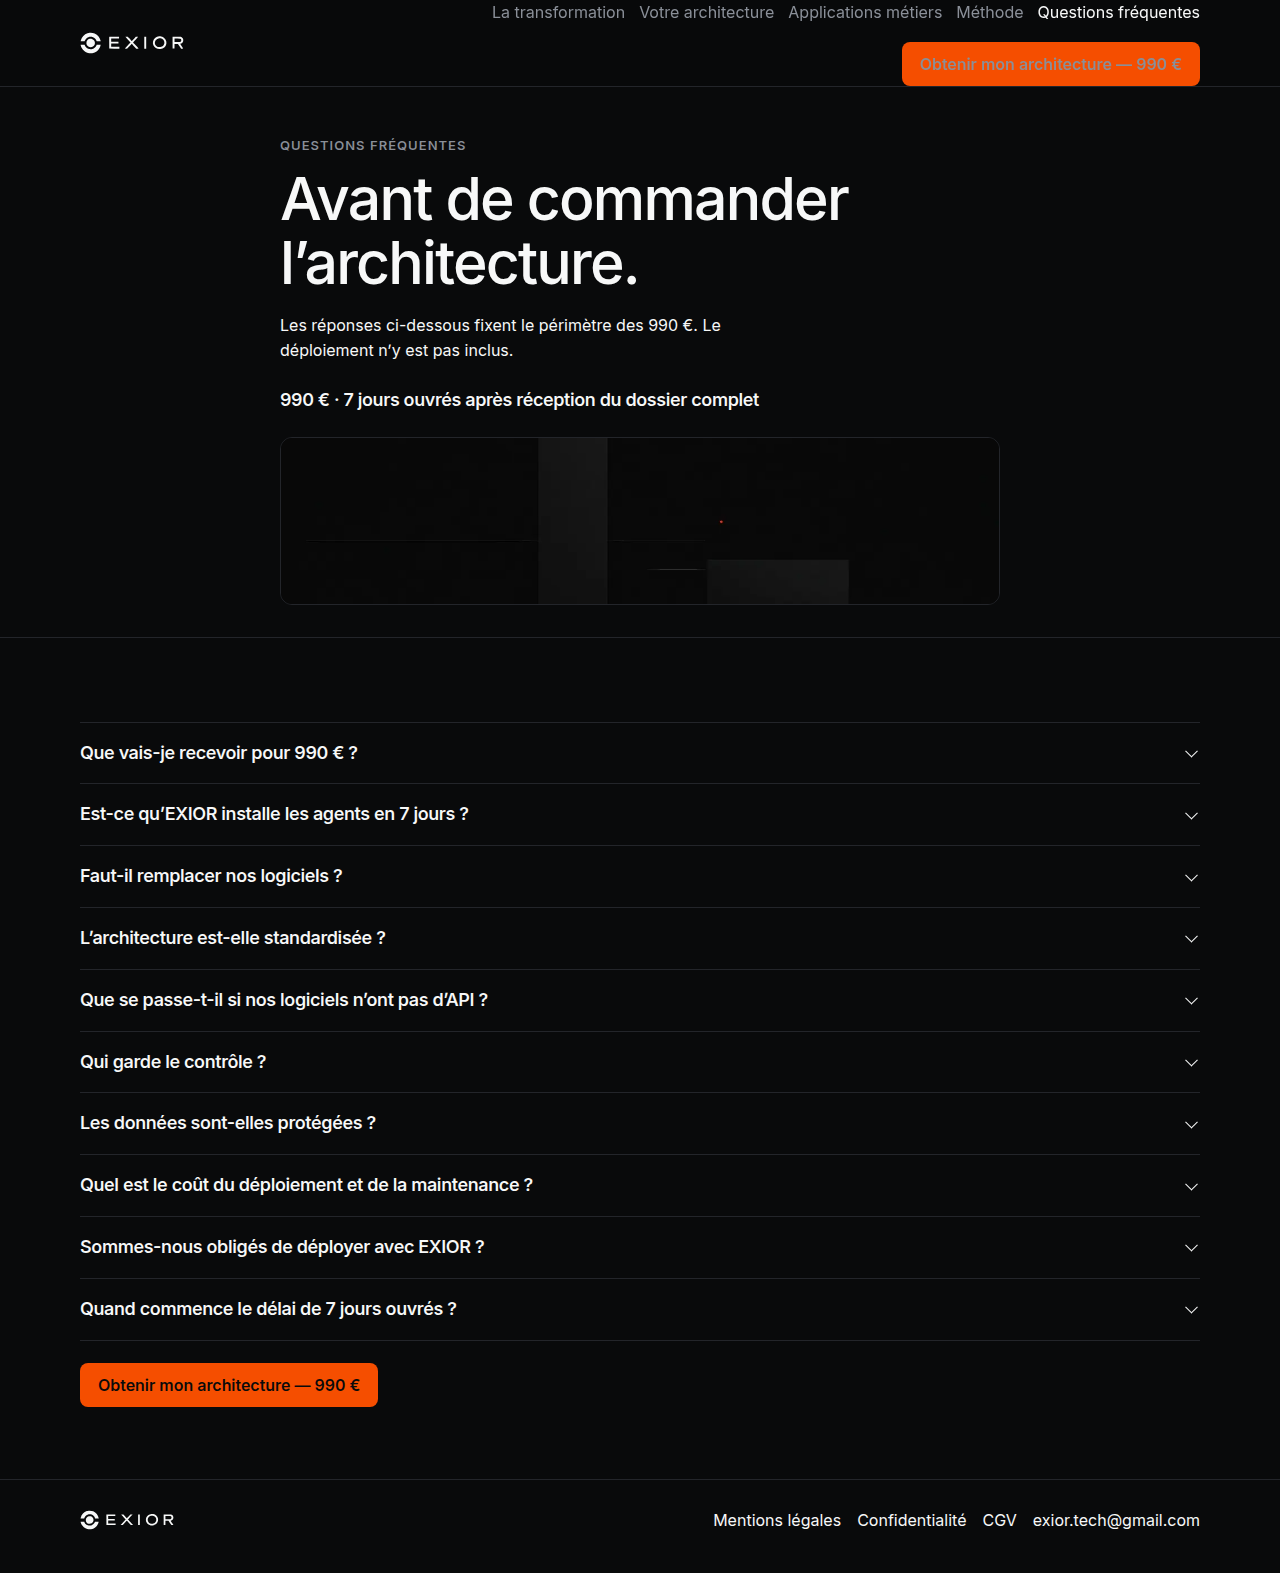 EXIOR
La transformation Votre architecture Applications métiers Méthode Questions fréquentes
Obtenir mon architecture — 990 €
QUESTIONS FRÉQUENTES
Avant de commander
l’architecture.
Les réponses ci-dessous fixent le périmètre des 990 €. Le
déploiement n’y est pas inclus.
990 € · 7 jours ouvrés après réception du dossier complet
Que vais-je recevoir pour 990 € ?
Est-ce qu’EXIOR installe les agents en 7 jours ?
Faut-il remplacer nos logiciels ?
L’architecture est-elle standardisée ?
Que se passe-t-il si nos logiciels n’ont pas d’API ?
Qui garde le contrôle ?
Les données sont-elles protégées ?
Quel est le coût du déploiement et de la maintenance ?
Sommes-nous obligés de déployer avec EXIOR ?
Quand commence le délai de 7 jours ouvrés ?
Obtenir mon architecture — 990 €
EXIOR
Mentions légales Confidentialité CGV exior.tech@gmail.com